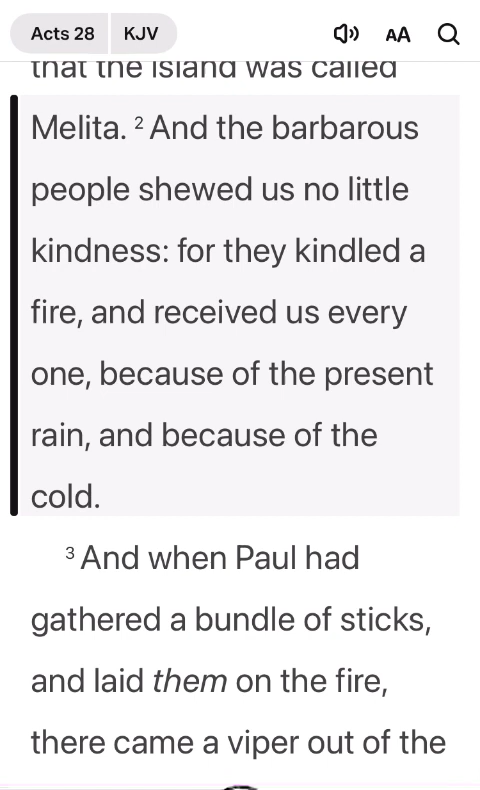 Acts 28 KJV AA
that the island was called
Melita. 2 And the barbarous
people shewed us no little
kindness: for they kindled a
fire, and received us every
one, because of the present
rain, and because of the
cold.
3 And when Paul had
gathered a bundle of sticks,
and laid them on the fire,
there came a viper out of the